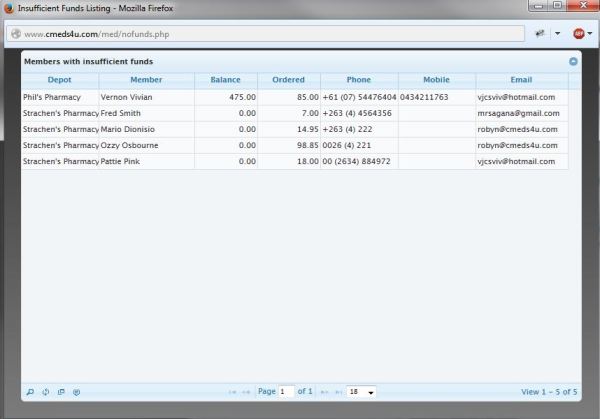 Insufficient Funds Listing - Mozilla Firefox
www.cmeds4u.com/med/nofunds.php
ABP
Members with insufficient funds
Depot Member Balance Ordered Phone Mobile Email
Phil's Pharmacy Vernon Vivian 475.00 85.00 +61 (07) 54476404 0434211763 vjcsviv@hotmail.com
Strachen's Pharmacy Fred Smith 0.00 7.00 +263 (4) 4564356 mrsagana@gmail.com
Strachen's Pharmacy Mario Dionisio 0.00 14.95 +263 (4) 222 robyn@cmeds4u.com
Strachen's Pharmacy Ozzy Osbourne 0.00 98.85 0026 (4) 221 robyn@cmeds4u.com
Strachen's Pharmacy Pattie Pink 0.00 18.00 00 (2634) 884972 vjcsviv@hotmail.com
Page 1 of 1 18 View 1 - 5 of 5